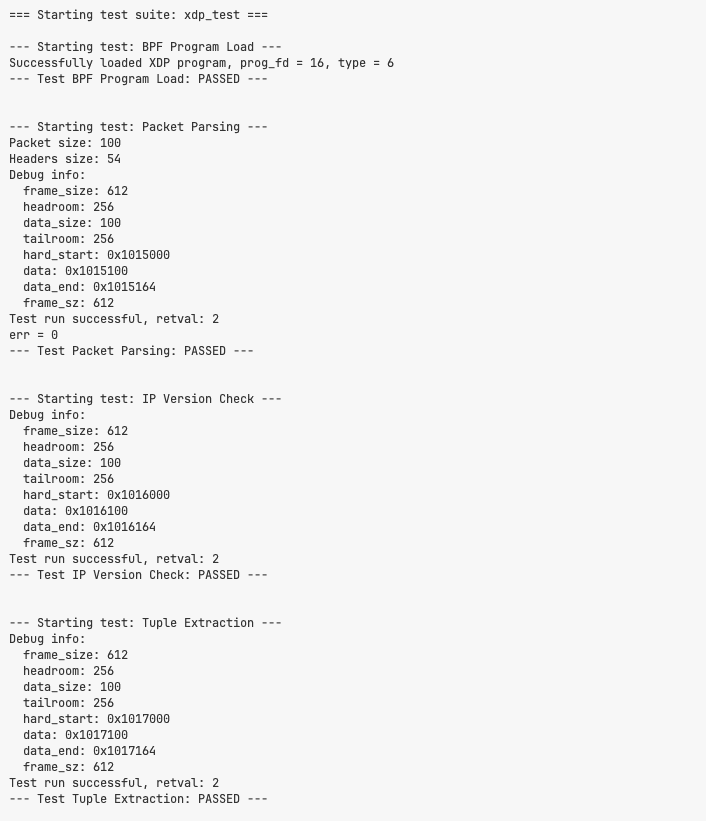 === Starting test suite: xdp_test ===
--- Starting test: BPF Program Load ---
Successfully loaded XDP program, prog_fd = 16, type = 6
--- Test BPF Program Load: PASSED ---
--- Starting test: Packet Parsing ---
Packet size: 100
Headers size: 54
Debug info:
  frame_size: 612
  headroom: 256
  data_size: 100
  tailroom: 256
  hard_start: 0x1015000
  data: 0x1015100
  data_end: 0x1015164
  frame_sz: 612
Test run successful, retval: 2
err = 0
--- Test Packet Parsing: PASSED ---
--- Starting test: IP Version Check ---
Debug info:
  frame_size: 612
  headroom: 256
  data_size: 100
  tailroom: 256
  hard_start: 0x1016000
  data: 0x1016100
  data_end: 0x1016164
  frame_sz: 612
Test run successful, retval: 2
--- Test IP Version Check: PASSED ---
--- Starting test: Tuple Extraction ---
Debug info:
  frame_size: 612
  headroom: 256
  data_size: 100
  tailroom: 256
  hard_start: 0x1017000
  data: 0x1017100
  data_end: 0x1017164
  frame_sz: 612
Test run successful, retval: 2
--- Test Tuple Extraction: PASSED ---